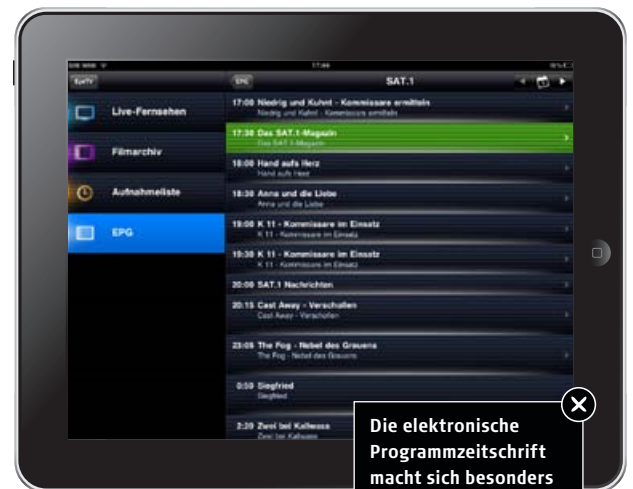 17:44
EyeTV
EPG
SAT.1
Live-Fernsehen
Filmarchiv
Aufnahmeliste
EPG
17:00 Niedrig und Kuhnt - Kommissare ermitteln
Niedrig und Kuhnt - Kommissare ermitteln
17:30 Das SAT.1-Magazin
Das SAT.1-Magazin
18:00 Hand aufs Herz
Hand aufs Herz
18:30 Anna und die Liebe
Anna und die Liebe
19:00 K 11 - Kommissare im Einsatz
K 11 - Kommissare im Einsatz
19:30 K 11 - Kommissare im Einsatz
K 11 - Kommissare im Einsatz
20:00 SAT.1 Nachrichten
20:15 Cast Away - Verschollen
Cast Away - Verschollen
23:05 The Fog - Nebel des Grauens
The Fog - Nebel des Grauens
0:50 Siegfried
Siegfried
2:20 Zwei bei Kallwass
Zwei bei Kallwass
Die elektronische
Programmzeitschrift
macht sich besonders